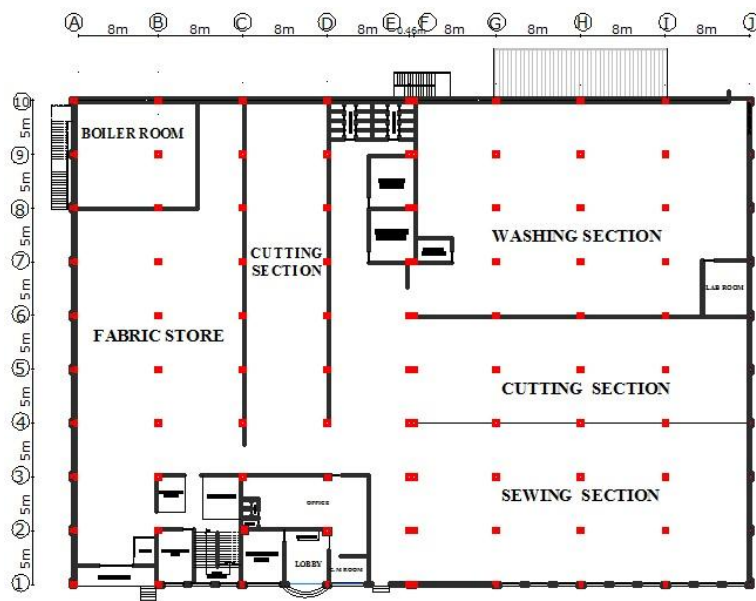 A B C D E F G H I J
8m 8m 8m 8m 0.46m 8m 8m 8m 8m
10
5m
9
5m
8
5m
7
5m
6
5m
5
5m
4
5m
3
5m
2
5m
1
BOILER ROOM
CUTTING
SECTION
WASHING SECTION
LAB ROOM
FABRIC STORE
CUTTING SECTION
SEWING SECTION
OFFICE
LOBBY
G.M ROOM